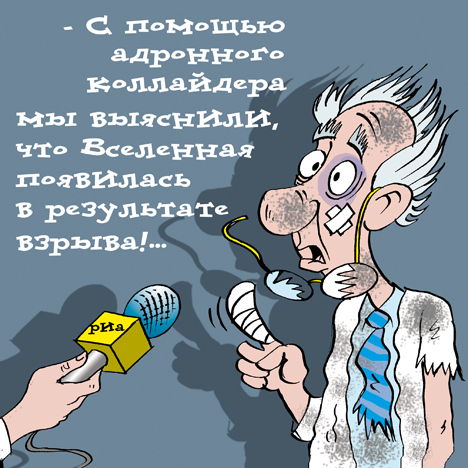 - С помощью
адронного
коллайдера
мы выяснили,
что Вселенная
появилась
в результате
взрыва!...
РИА